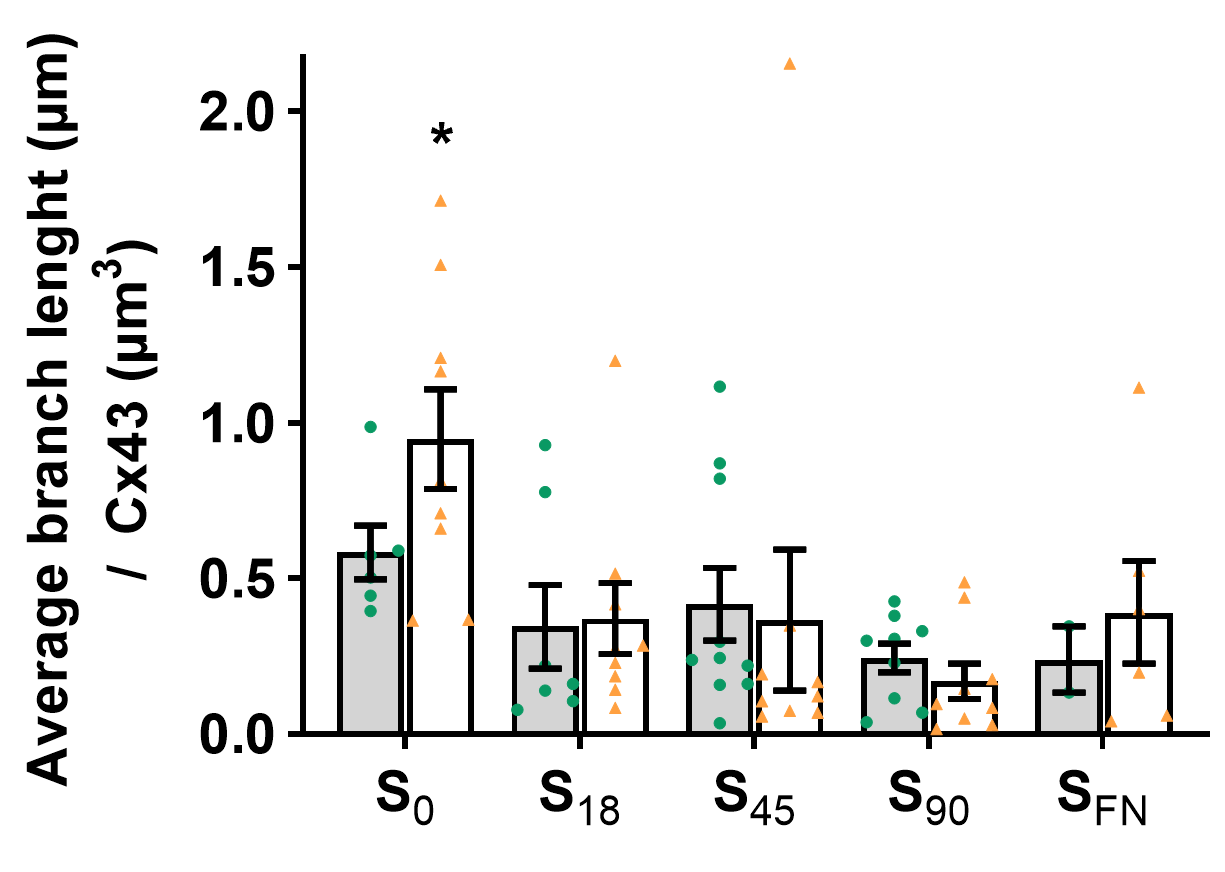 Average branch lenght (µm)
/ Cx43 (µm³)
2.0
1.5
1.0
0.5
0.0
*
S₀ S₁₈ S₄₅ S₉₀ S_FN